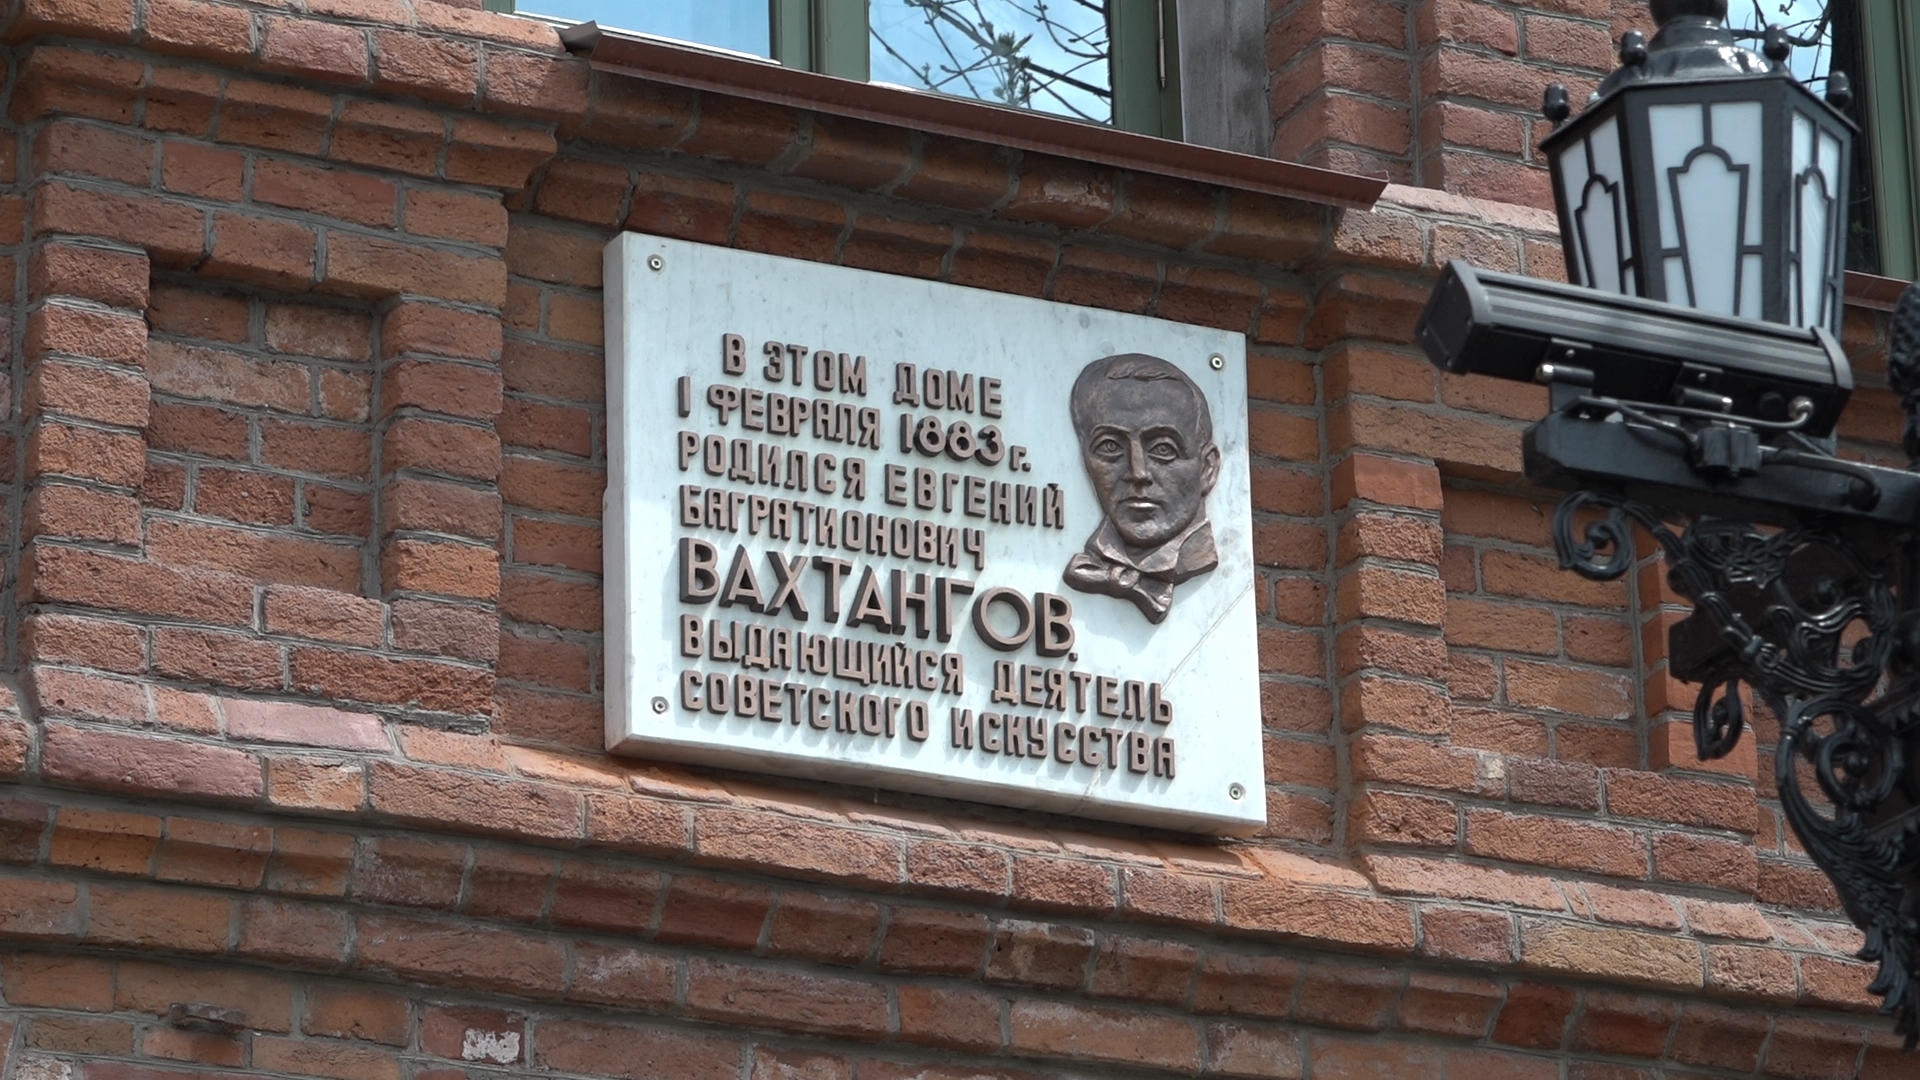 В ЭТОМ ДОМЕ
1 ФЕВРАЛЯ 1883 г.
РОДИЛСЯ ЕВГЕНИЙ
БАГРАТИОНОВИЧ
ВАХТАНГОВ.
ВЫДАЮЩИЙСЯ ДЕЯТЕЛЬ
СОВЕТСКОГО ИСКУССТВА